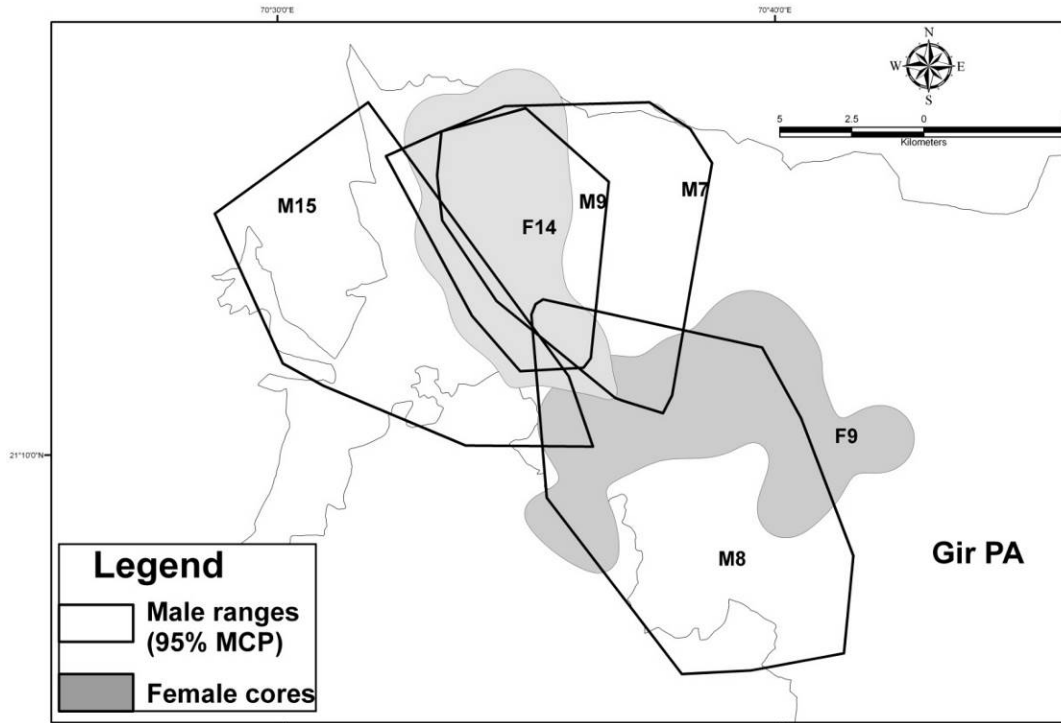 70°30'0"E
70°40'0"E
N
W E
S
5 2.5 0
Kilometers
M15
M9
M7
F14
F9
21°10'0"N
M8
Gir PA
Legend
Male ranges
(95% MCP)
Female cores